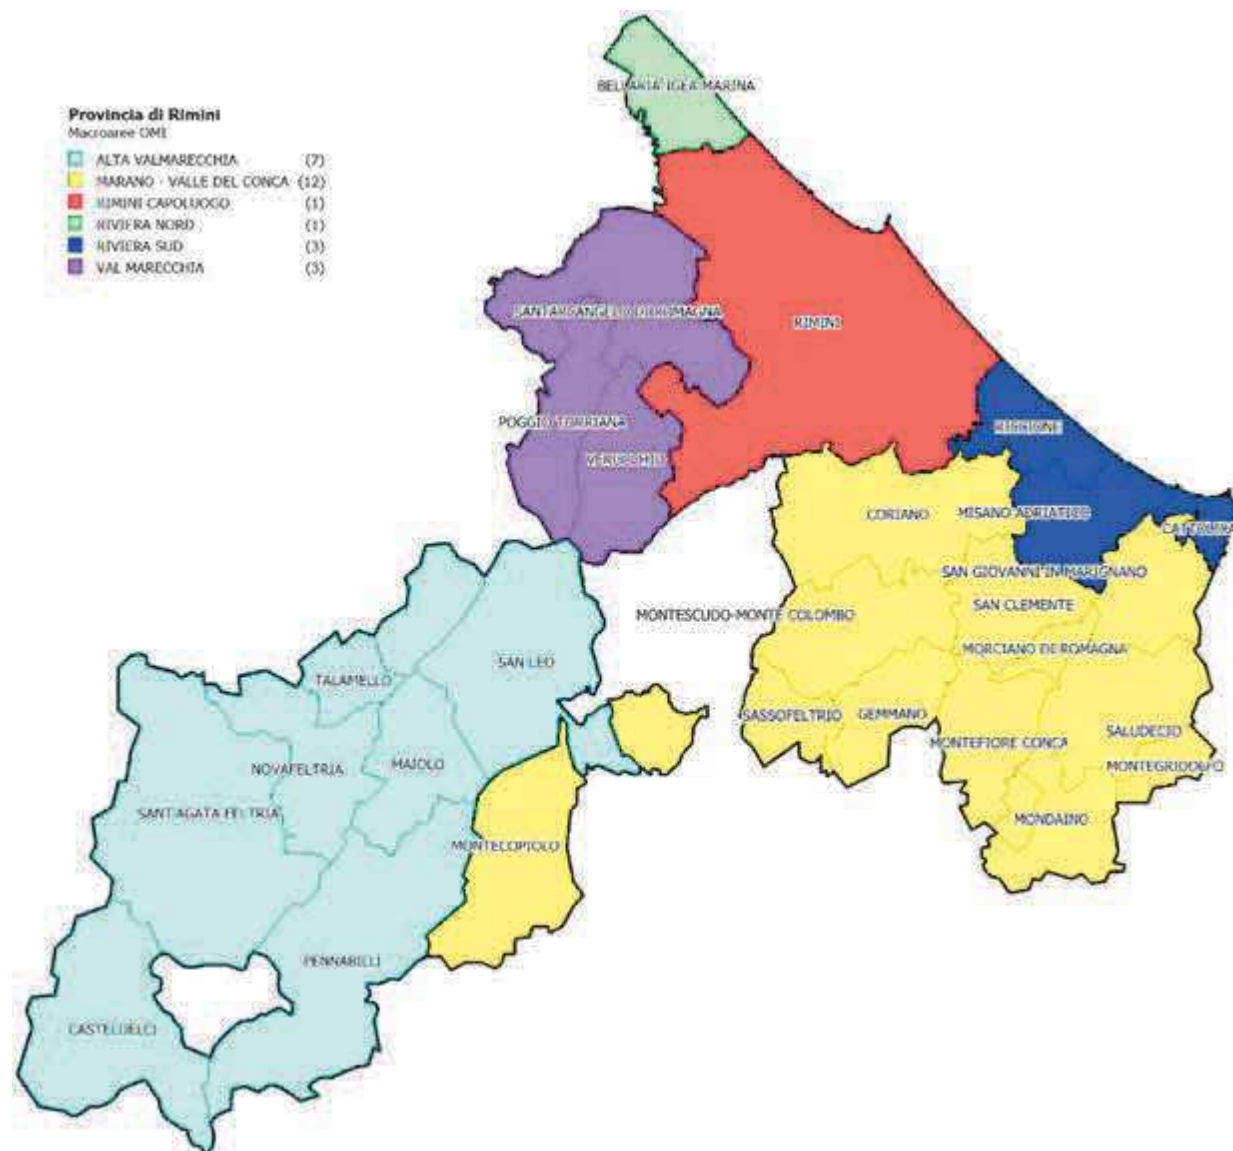 Provincia di Rimini
Macroaree OMI
ALTA VALMARECCHIA (7)
MARANO - VALLE DEL CONCA (12)
RIMINI CAPOLUOGO (1)
RIVIERA NORD (1)
RIVIERA SUD (3)
VAL MARECCHIA (3)
BELLARIA IGEA MARINA
SANTARCANGELO DI ROMAGNA
RIMINI
POGGIO TORRIANA
RICCIONE
VERUCCHIO
CORIANO
MISANO ADRIATICO
CATTOLICA
SAN GIOVANNI IN MARIGNANO
SAN CLEMENTE
MONTESCUDO-MONTE COLOMBO
MORCIANO DI ROMAGNA
SAN LEO
TALAMELLO
SASSOFELTRIO
GEMMANO
SALUDECIO
MONTEFIORE CONCA
NOVAFELTRIA
MAIOLO
MONTEGRIDOLFO
SANT'AGATA FELTRIA
MONDAINO
MONTECOPIOLO
PENNABILLI
CASTELDELCI